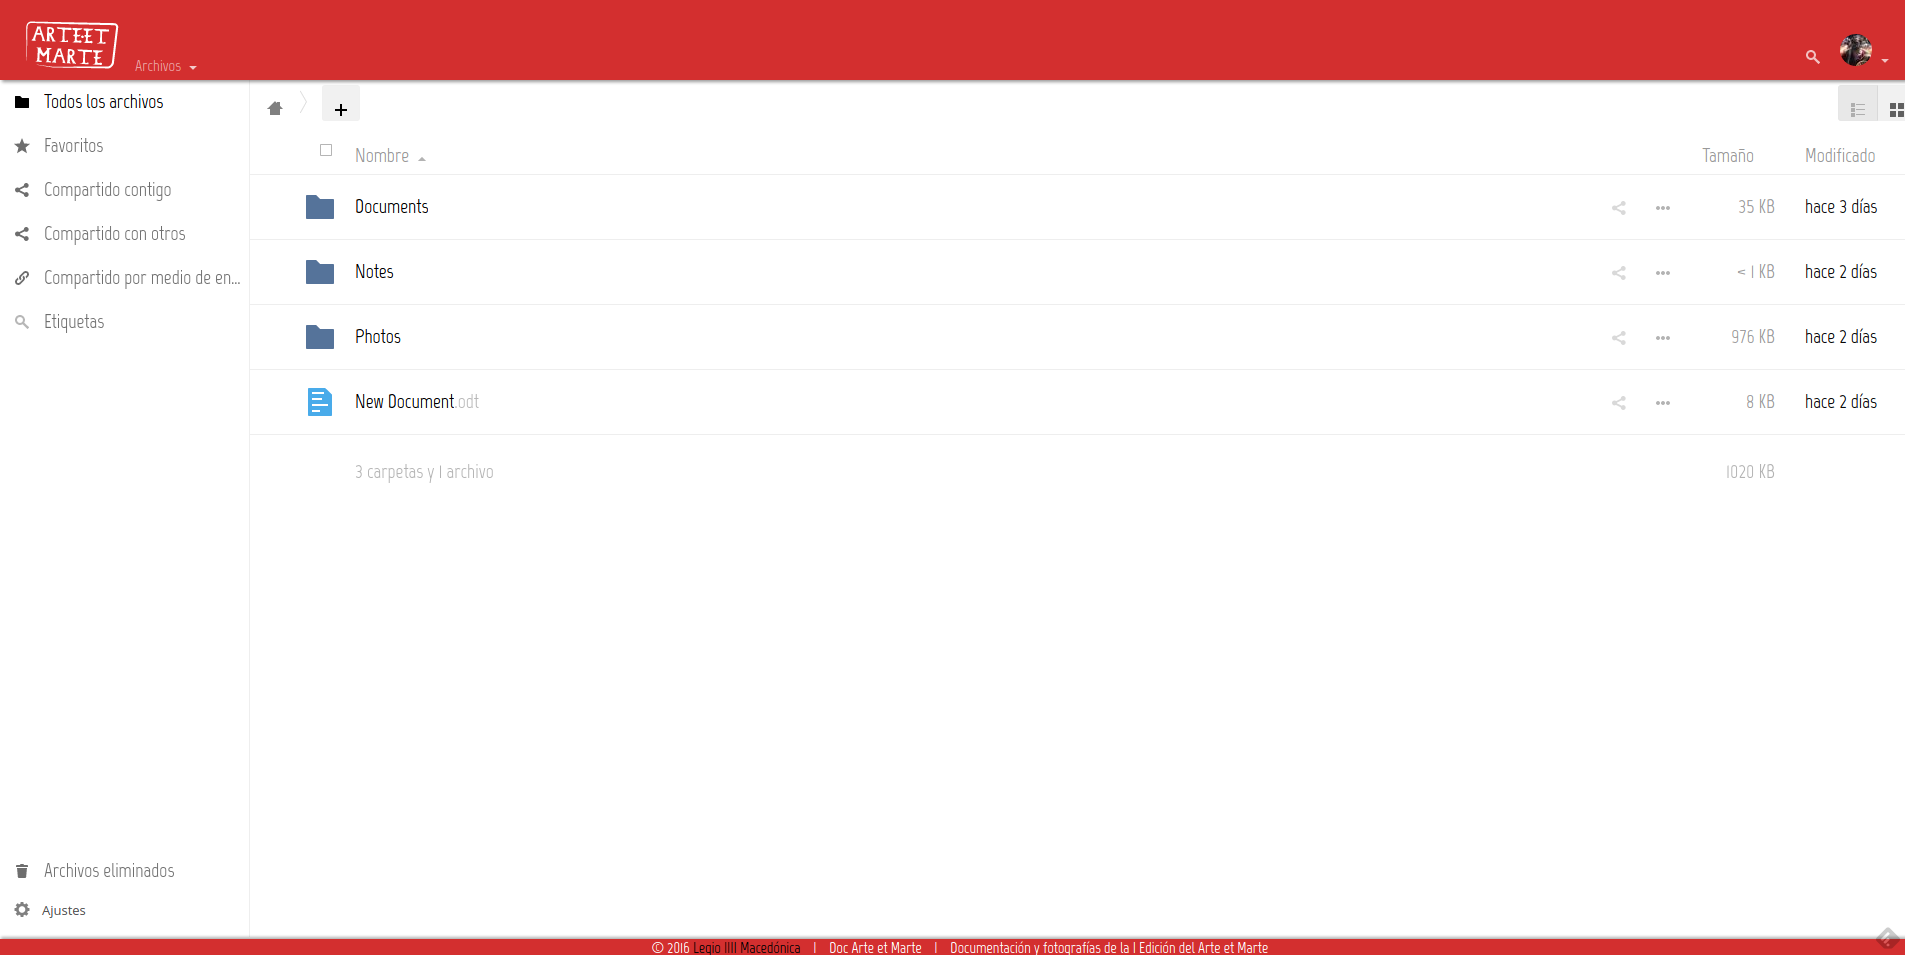 ARTE ET
MARTE
Archivos
Todos los archivos
Favoritos
Compartido contigo
Compartido con otros
Compartido por medio de en...
Etiquetas
Archivos eliminados
Ajustes
Nombre Tamaño Modificado
Documents 35 KB hace 3 días
Notes < 1 KB hace 2 días
Photos 976 KB hace 2 días
New Document.odt 8 KB hace 2 días
3 carpetas y 1 archivo 1020 KB
© 2016 Legio IIII Macedónica | Doc Arte et Marte | Documentación y fotografías de la I Edición del Arte et Marte